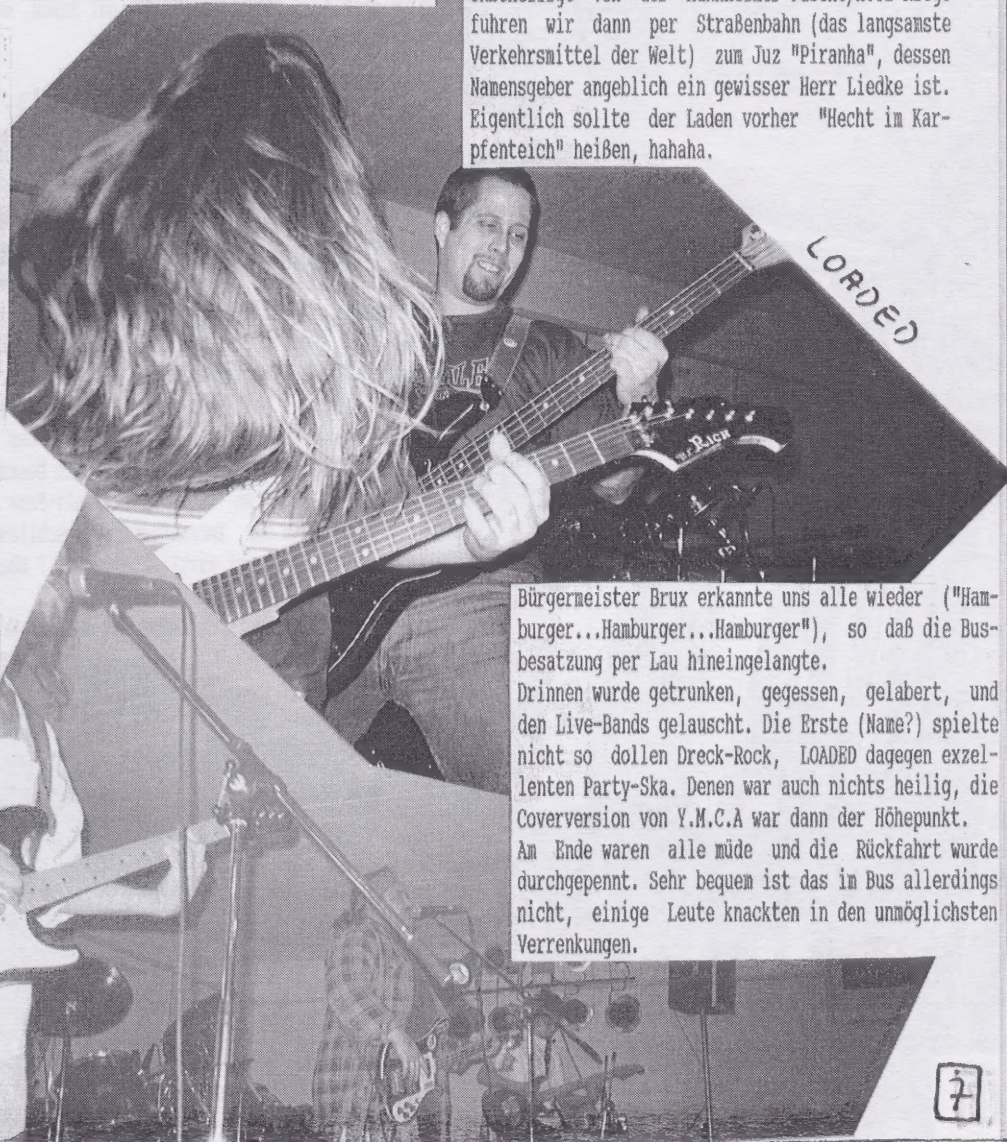 fuhren wir dann per Straßenbahn (das langsamste
Verkehrsmittel der Welt) zum Juz "Piranha", dessen
Namensgeber angeblich ein gewisser Herr Liedke ist.
Eigentlich sollte der Laden vorher "Hecht im Kar-
pfenteich" heißen, hahaha.
LOADED
B.C. RICH
Bürgermeister Brux erkannte uns alle wieder ("Ham-
burger...Hamburger...Hamburger"), so daß die Bus-
besatzung per Lau hineingelangte.
Drinnen wurde getrunken, gegessen, gelabert, und
den Live-Bands gelauscht. Die Erste (Name?) spielte
nicht so dollen Dreck-Rock, LOADED dagegen exzel-
lenten Party-Ska. Denen war auch nichts heilig, die
Coverversion von Y.M.C.A war dann der Höhepunkt.
Am Ende waren alle müde und die Rückfahrt wurde
durchgepennt. Sehr bequem ist das im Bus allerdings
nicht, einige Leute knackten in den unmöglichsten
Verrenkungen.
7